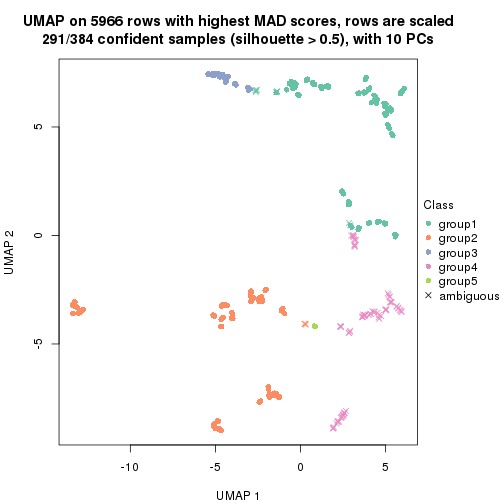 UMAP on 5966 rows with highest MAD scores, rows are scaled
291/384 confident samples (silhouette > 0.5), with 10 PCs
UMAP 2
5
0
-5
-10
-5
0
5
UMAP 1
Class
group1
group2
group3
group4
group5
ambiguous